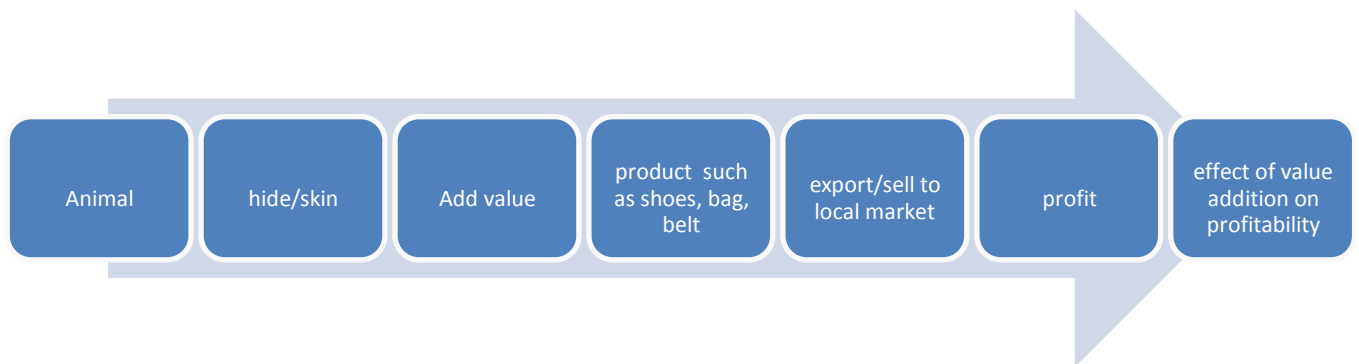 Animal
hide/skin
Add value
product such
as shoes, bag,
belt
export/sell to
local market
profit
effect of value
addition on
profitability